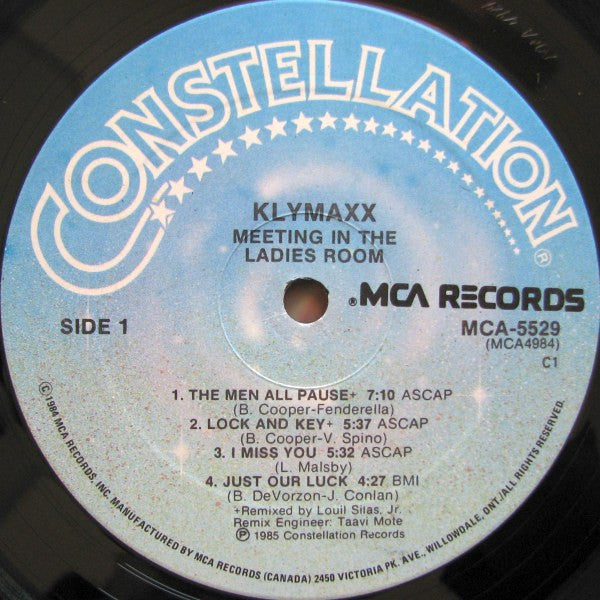 CONSTELLATION®
KLYMAXX
MEETING IN THE
LADIES ROOM
®MCA RECORDS
SIDE 1
MCA-5529
(MCA4984)
C1
1. THE MEN ALL PAUSE+ 7:10 ASCAP
(B. Cooper-Fenderella)
2. LOCK AND KEY+ 5:37 ASCAP
(B. Cooper-V. Spino)
3. I MISS YOU 5:32 ASCAP
(L. Malsby)
4. JUST OUR LUCK 4:27 BMI
(B. DeVorzon-J. Conlan)
+Remixed by Louil Silas, Jr.
Remix Engineer: Taavi Mote
Ⓟ 1985 Constellation Records
©1984 MCA RECORDS, INC. MANUFACTURED BY MCA RECORDS (CANADA) 2450 VICTORIA PK. AVE., WILLOWDALE, ONT./ALL RIGHTS RESERVED.